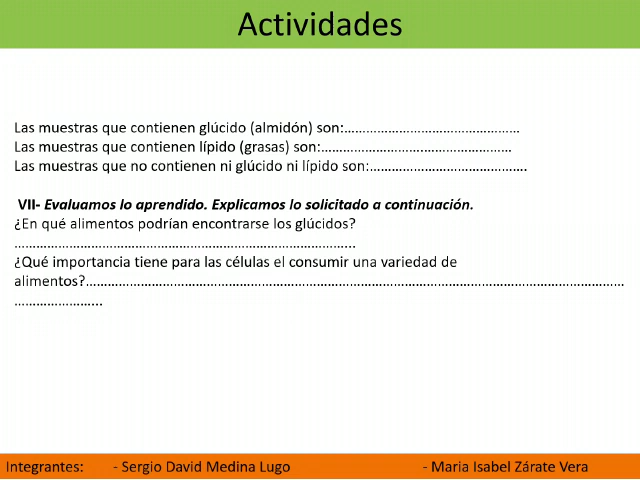 Actividades
Las muestras que contienen glúcido (almidón) son:…………………………………………
Las muestras que contienen lípido (grasas) son:……………………………………………
Las muestras que no contienen ni glúcido ni lípido son:…………………………………….
VII- Evaluamos lo aprendido. Explicamos lo solicitado a continuación.
¿En qué alimentos podrían encontrarse los glúcidos?
………………………………………………………………………………...
¿Qué importancia tiene para las células el consumir una variedad de
alimentos?……………………………………………………………………………………………………………………………………
…………………...
Integrantes: - Sergio David Medina Lugo - Maria Isabel Zárate Vera